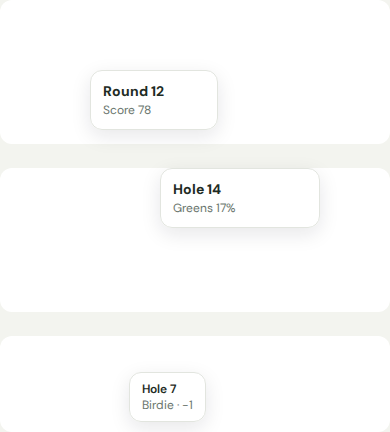 Round 12
Score 78
Hole 14
Greens 17%
Hole 7
Birdie · −1